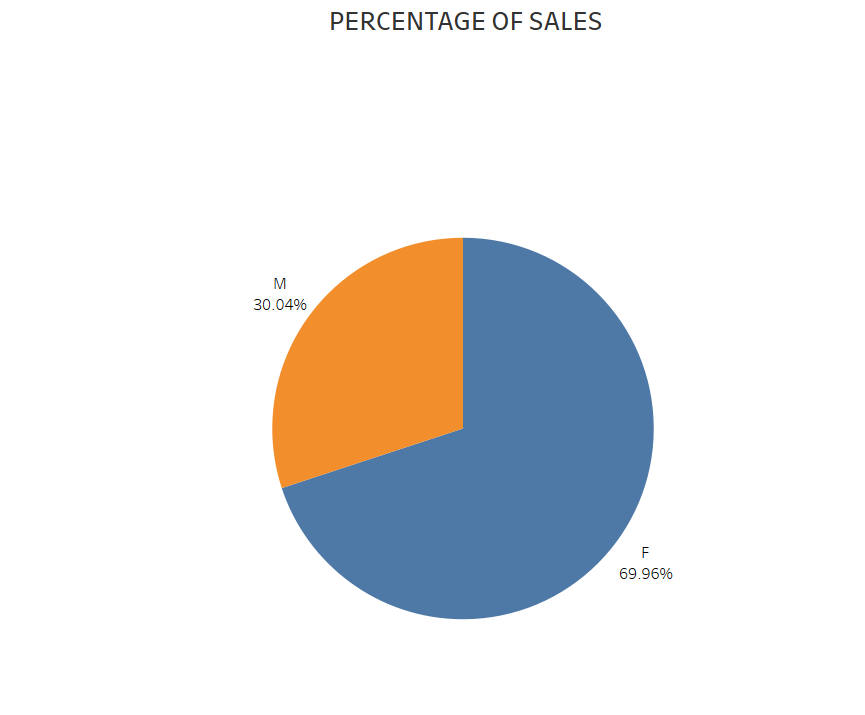 PERCENTAGE OF SALES
M
30.04%
F
69.96%